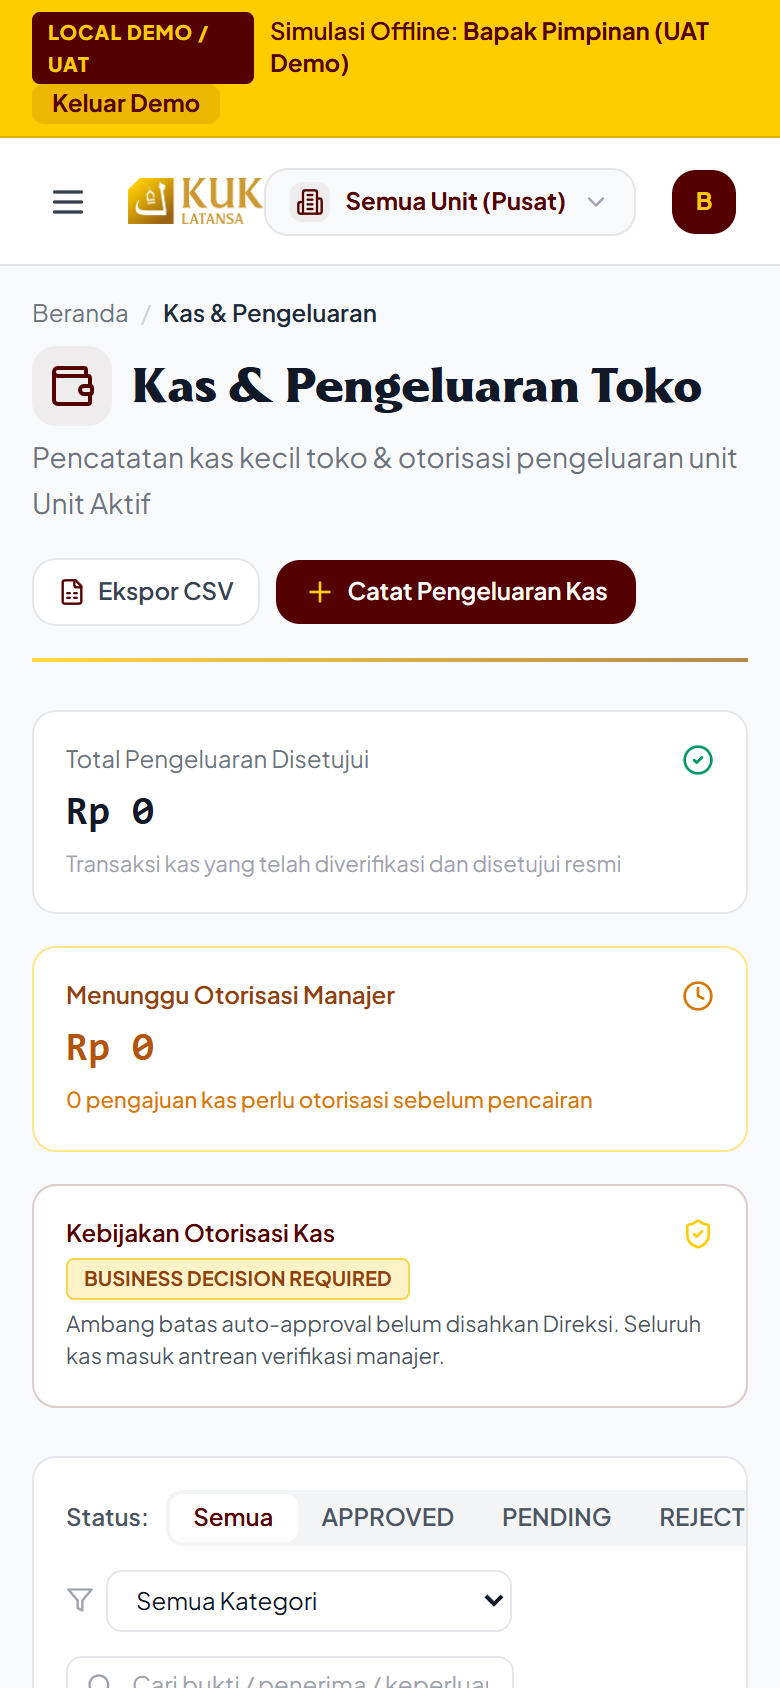 LOCAL DEMO /
UAT
Simulasi Offline: Bapak Pimpinan (UAT
Demo)
Keluar Demo
KUK
LATANSA
Semua Unit (Pusat)
B
Beranda / Kas & Pengeluaran
Kas & Pengeluaran Toko
Pencatatan kas kecil toko & otorisasi pengeluaran unit
Unit Aktif
Ekspor CSV
Catat Pengeluaran Kas
Total Pengeluaran Disetujui
Rp 0
Transaksi kas yang telah diverifikasi dan disetujui resmi
Menunggu Otorisasi Manajer
Rp 0
0 pengajuan kas perlu otorisasi sebelum pencairan
Kebijakan Otorisasi Kas
BUSINESS DECISION REQUIRED
Ambang batas auto-approval belum disahkan Direksi. Seluruh
kas masuk antrean verifikasi manajer.
Status: Semua APPROVED PENDING REJECT
Semua Kategori
Cari bukti / penerima / keperluan